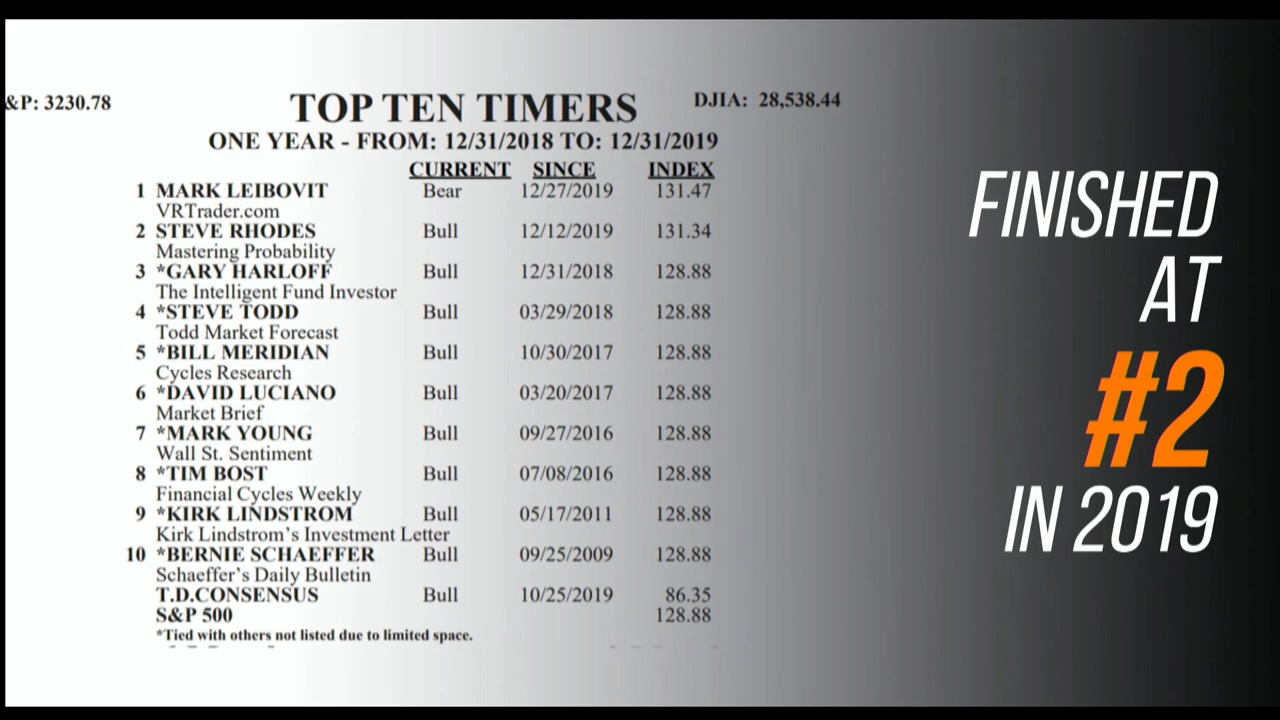 &P: 3230.78
TOP TEN TIMERS
DJIA: 28,538.44
ONE YEAR - FROM: 12/31/2018 TO: 12/31/2019
CURRENT SINCE INDEX
1 MARK LEIBOVIT Bear 12/27/2019 131.47
VRTrader.com
2 STEVE RHODES Bull 12/12/2019 131.34
Mastering Probability
3 *GARY HARLOFF Bull 12/31/2018 128.88
The Intelligent Fund Investor
4 *STEVE TODD Bull 03/29/2018 128.88
Todd Market Forecast
5 *BILL MERIDIAN Bull 10/30/2017 128.88
Cycles Research
6 *DAVID LUCIANO Bull 03/20/2017 128.88
Market Brief
7 *MARK YOUNG Bull 09/27/2016 128.88
Wall St. Sentiment
8 *TIM BOST Bull 07/08/2016 128.88
Financial Cycles Weekly
9 *KIRK LINDSTROM Bull 05/17/2011 128.88
Kirk Lindstrom's Investment Letter
10 *BERNIE SCHAEFFER Bull 09/25/2009 128.88
Schaeffer's Daily Bulletin
T.D.CONSENSUS Bull 10/25/2019 86.35
S&P 500 128.88
*Tied with others not listed due to limited space.
FINISHED
AT
#2
IN 2019